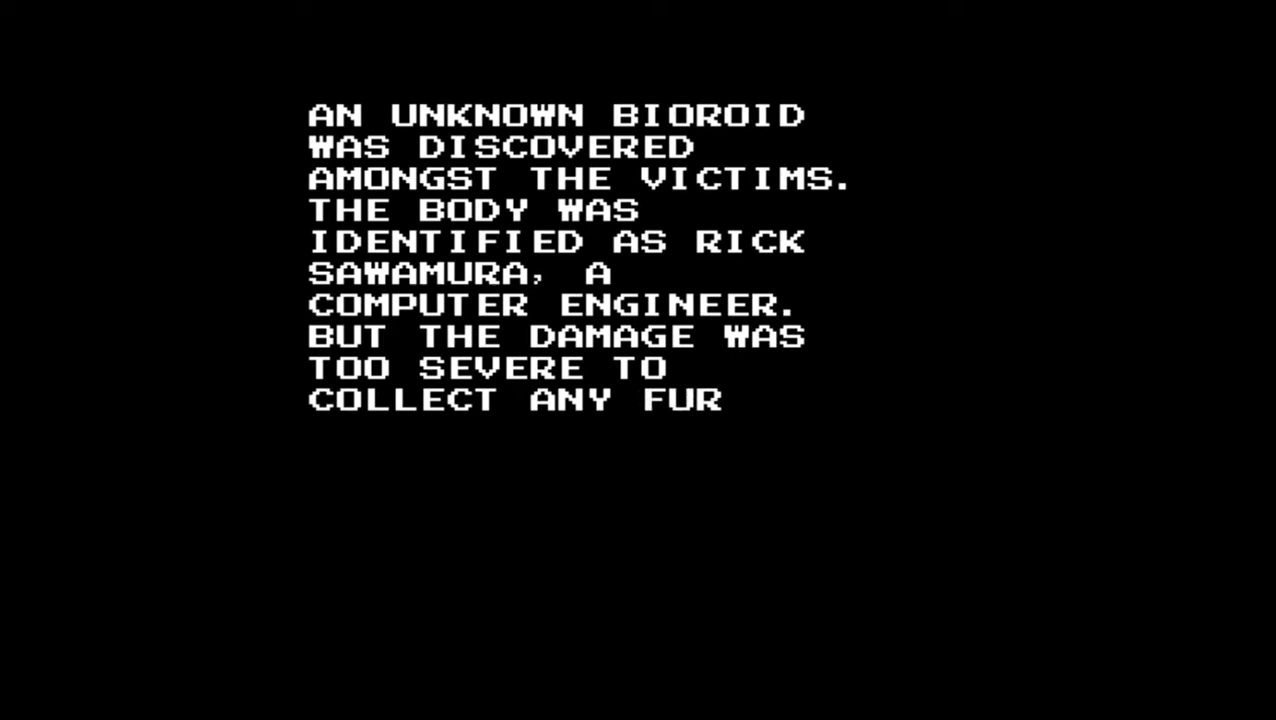 AN UNKNOWN BIOROID
WAS DISCOVERED
AMONGST THE VICTIMS.
THE BODY WAS
IDENTIFIED AS RICK
SAWAMURA, A
COMPUTER ENGINEER.
BUT THE DAMAGE WAS
TOO SEVERE TO
COLLECT ANY FUR